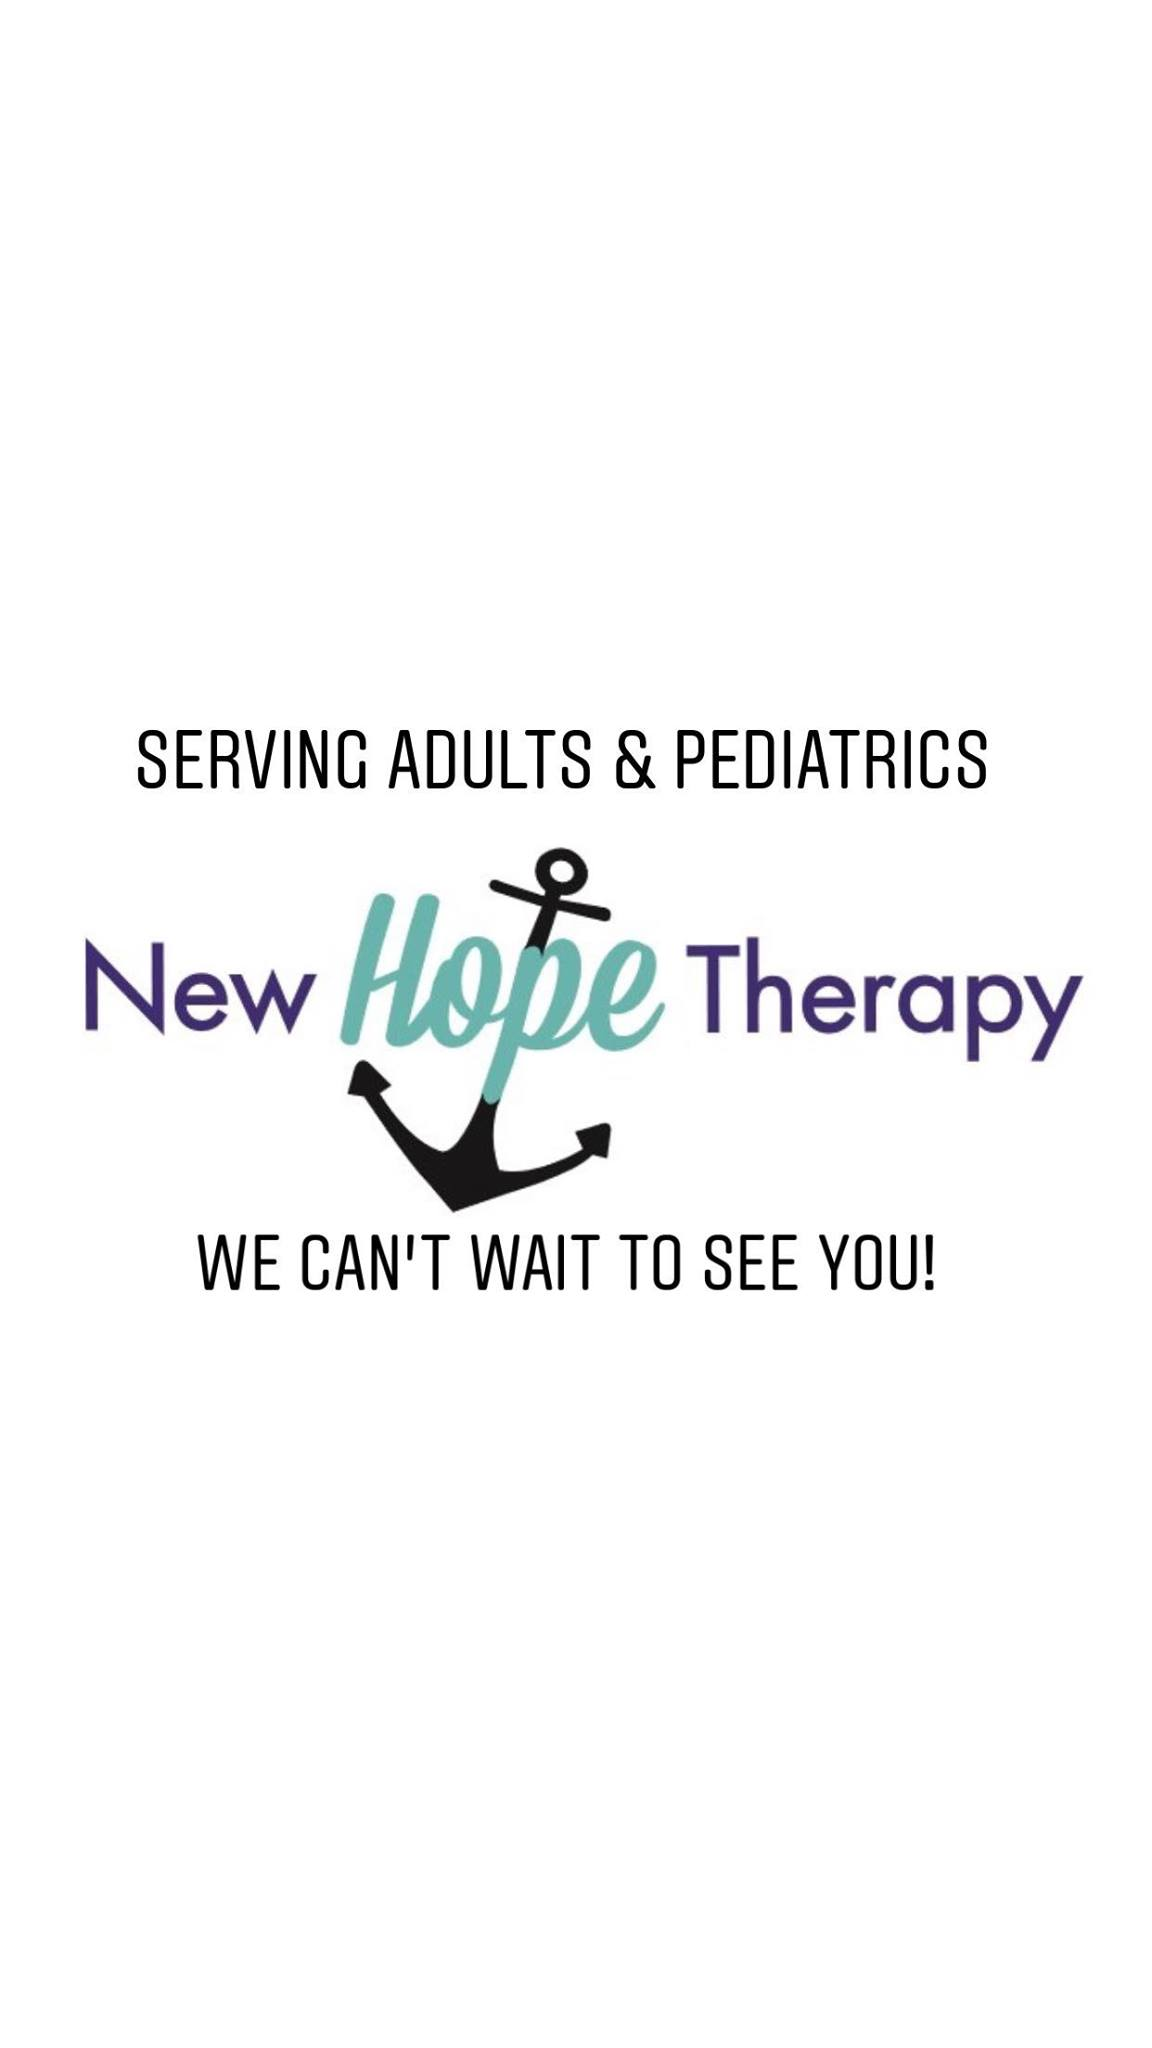 SERVING ADULTS & PEDIATRICS
New Hope Therapy
WE CAN'T WAIT TO SEE YOU!